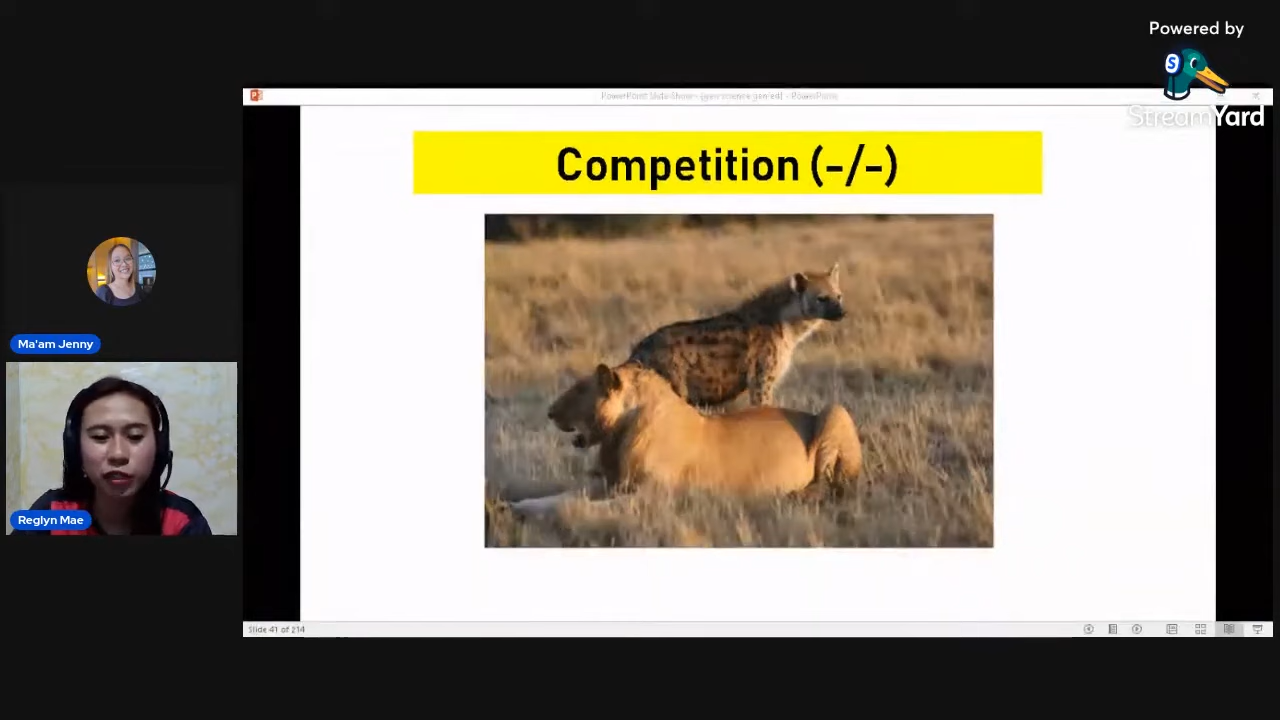 Powered by
S
StreamYard
Competition (-/-)
Ma'am Jenny
Reglyn Mae
Slide 41 of 214